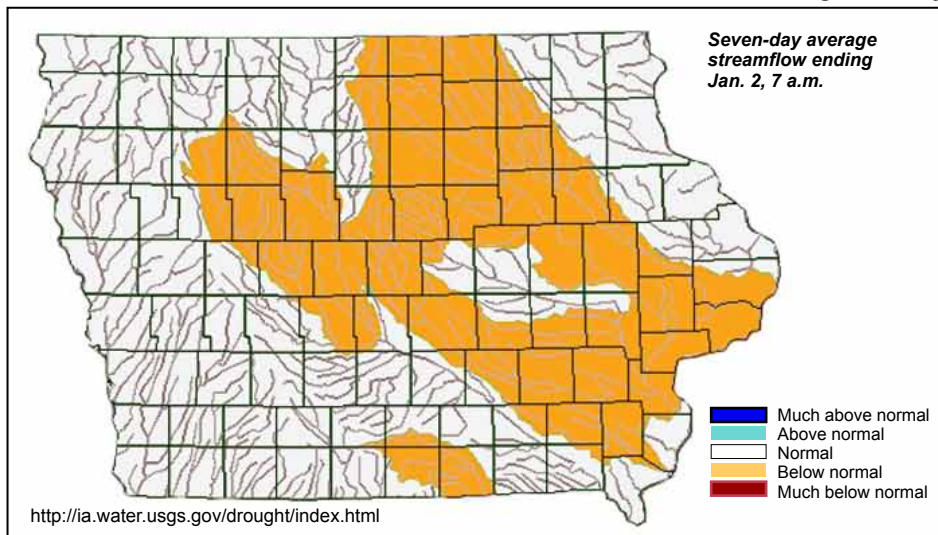 Seven-day average
streamflow ending
Jan. 2, 7 a.m.
Much above normal
Above normal
Normal
Below normal
Much below normal
http://ia.water.usgs.gov/drought/index.html